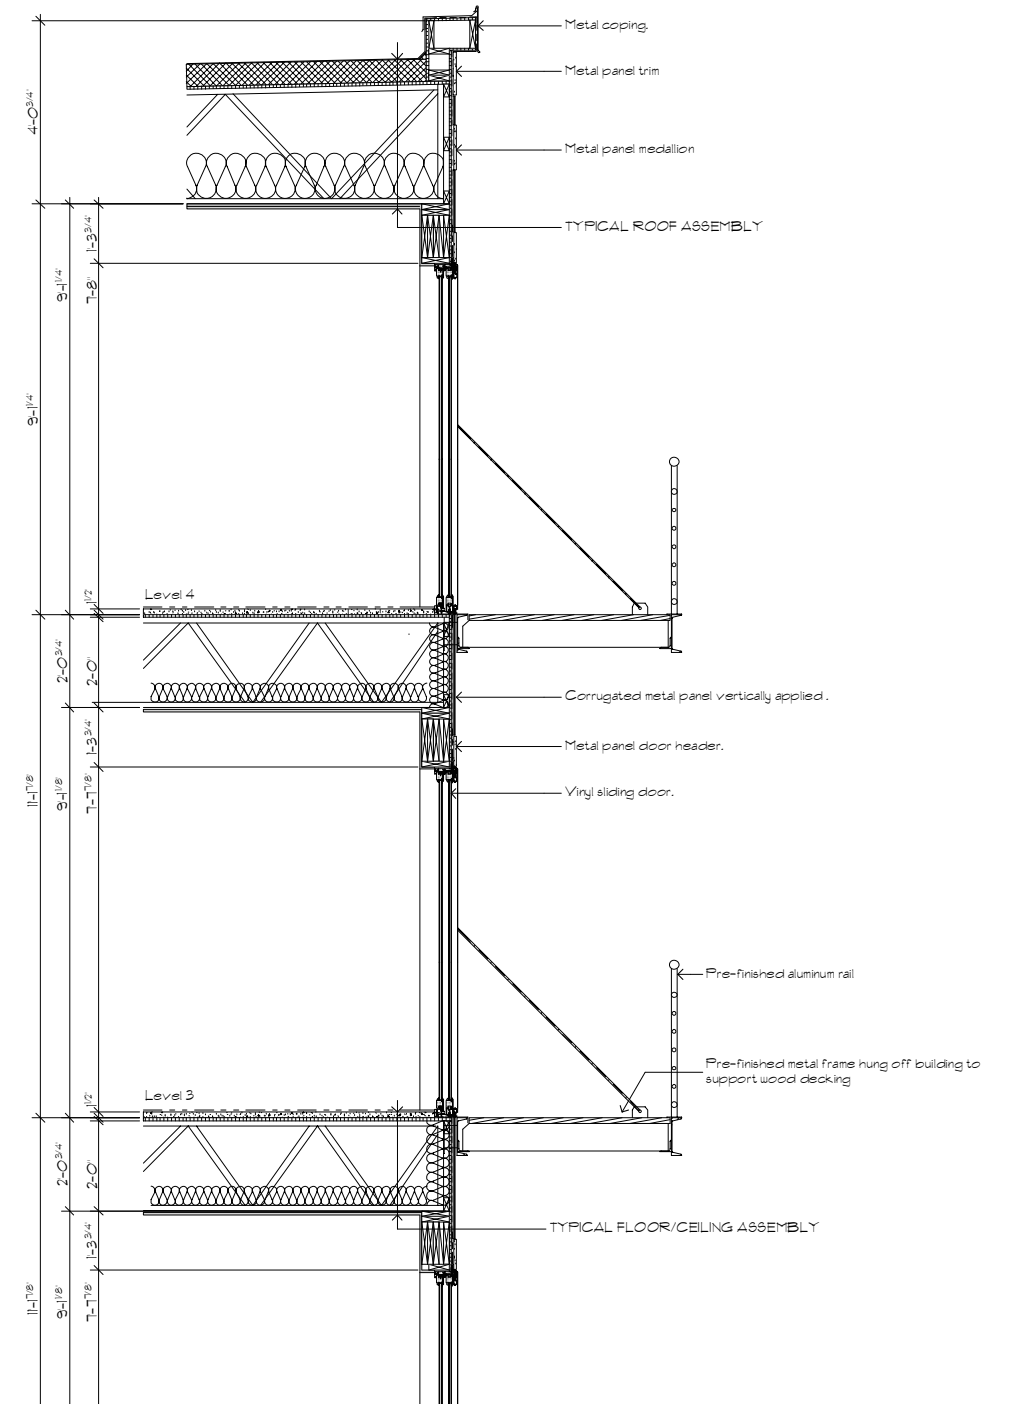 Metal coping.
Metal panel trim
4'-0 3/4"
Metal panel medallion
TYPICAL ROOF ASSEMBLY
1'-3 3/4"
9'-1 1/4"
7'-8"
9'-1 1/4"
Level 4
1 1/2"
2'-0 3/4"
2'-0"
Corrugated metal panel vertically applied .
1'-3 3/4"
Metal panel door header.
11'-1 7/8"
9'-1 1/8"
7'-7 7/8"
Vinyl sliding door.
Pre-finished aluminum rail
Pre-finished metal frame hung off building to
support wood decking
Level 3
1 1/2"
2'-0 3/4"
2'-0"
TYPICAL FLOOR/CEILING ASSEMBLY
1'-3 3/4"
11'-1 7/8"
9'-1 1/8"
7'-7 7/8"